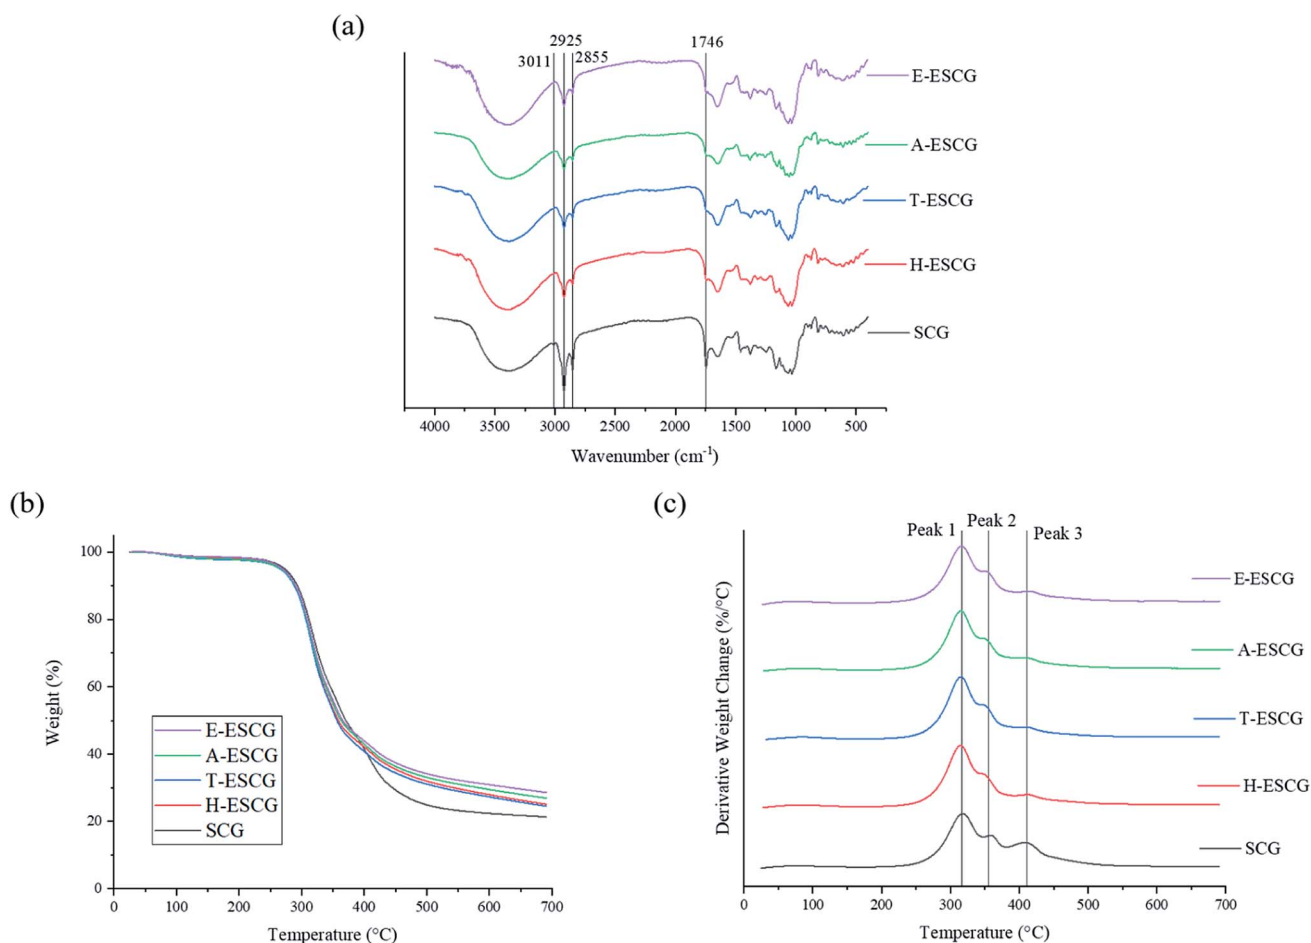 (a)
2925
3011
2855
1746
E-ESCG
A-ESCG
T-ESCG
H-ESCG
SCG
4000 3500 3000 2500 2000 1500 1000 500
Wavenumber (cm⁻¹)
(b)
100
80
60
40
20
0
Weight (%)
E-ESCG
A-ESCG
T-ESCG
H-ESCG
SCG
0 100 200 300 400 500 600 700
Temperature (°C)
(c)
Peak 1
Peak 2
Peak 3
Derivative Weight Change (%/°C)
E-ESCG
A-ESCG
T-ESCG
H-ESCG
SCG
0 100 200 300 400 500 600 700
Temperature (°C)